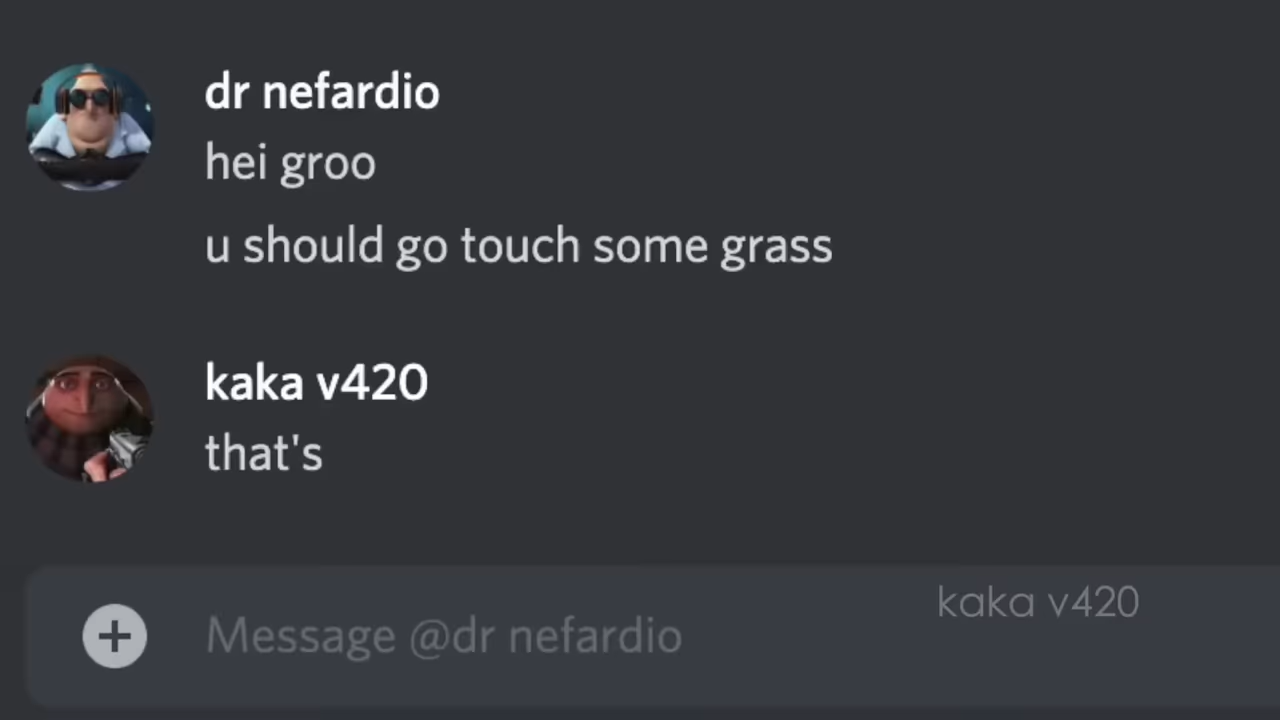 dr nefardio
hei groo
u should go touch some grass
kaka v420
that's
kaka v420
Message @dr nefardio